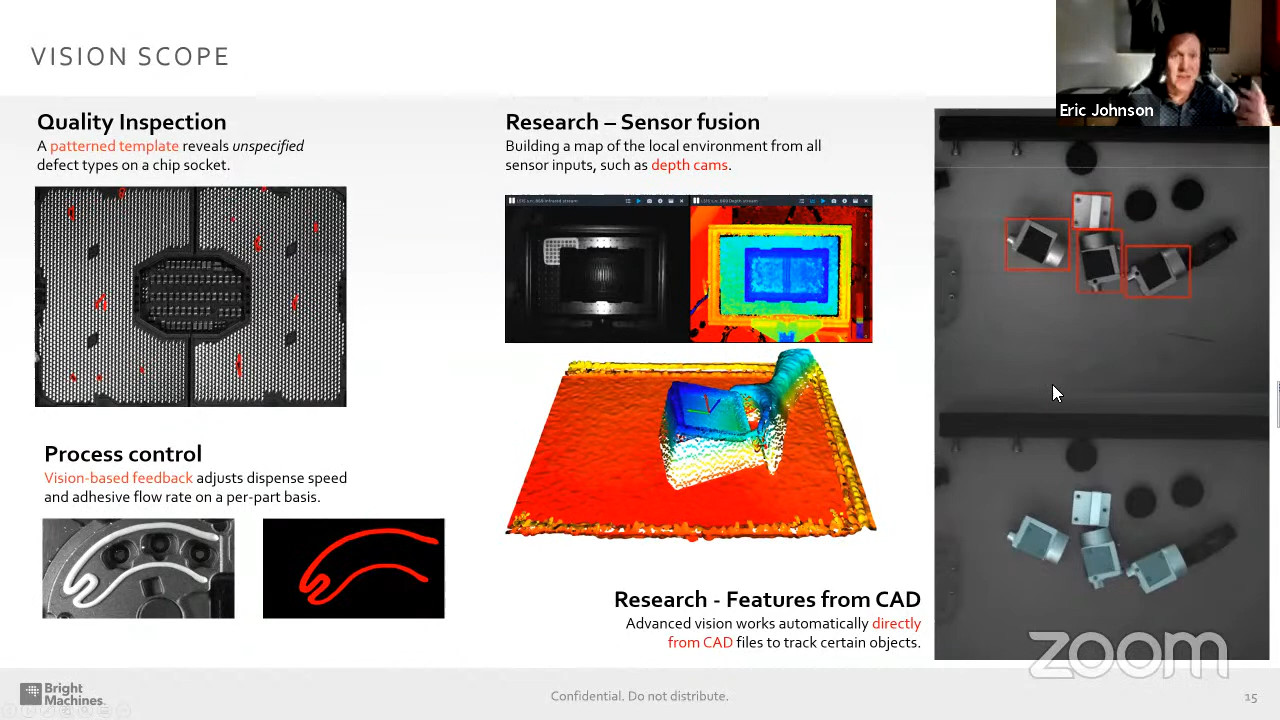 VISION SCOPE
Eric Johnson
Quality Inspection
A patterned template reveals unspecified
defect types on a chip socket.
Process control
Vision-based feedback adjusts dispense speed
and adhesive flow rate on a per-part basis.
Research – Sensor fusion
Building a map of the local environment from all
sensor inputs, such as depth cams.
Research - Features from CAD
Advanced vision works automatically directly
from CAD files to track certain objects.
zoom
Bright
Machines
Confidential. Do not distribute.
15